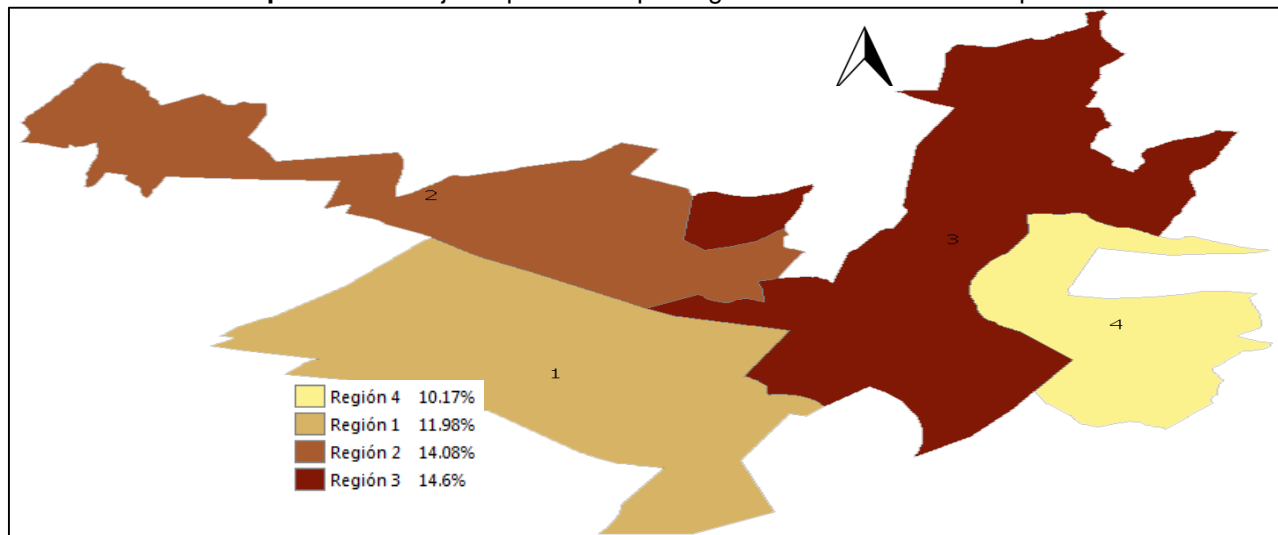 2
3
4
1
Región 4 10.17%
Región 1 11.98%
Región 2 14.08%
Región 3 14.6%